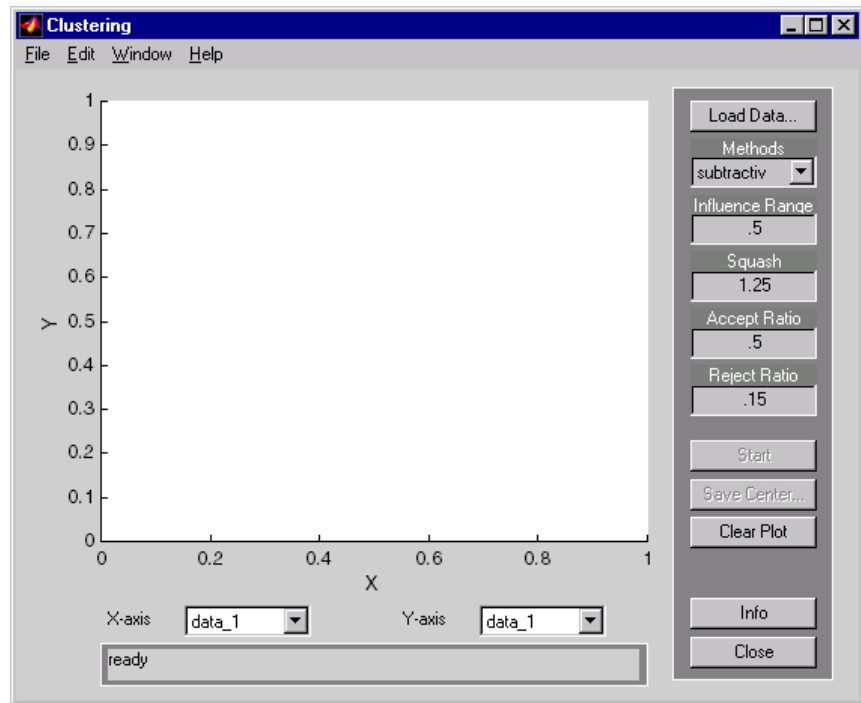 Clustering
File Edit Window Help
1
0.9
0.8
0.7
0.6
0.5
0.4
0.3
0.2
0.1
0
Y
0 0.2 0.4 0.6 0.8 1
X
X-axis data_1 Y-axis data_1
ready
Load Data...
Methods
subtractiv
Influence Range
.5
Squash
1.25
Accept Ratio
.5
Reject Ratio
.15
Start
Save Center...
Clear Plot
Info
Close